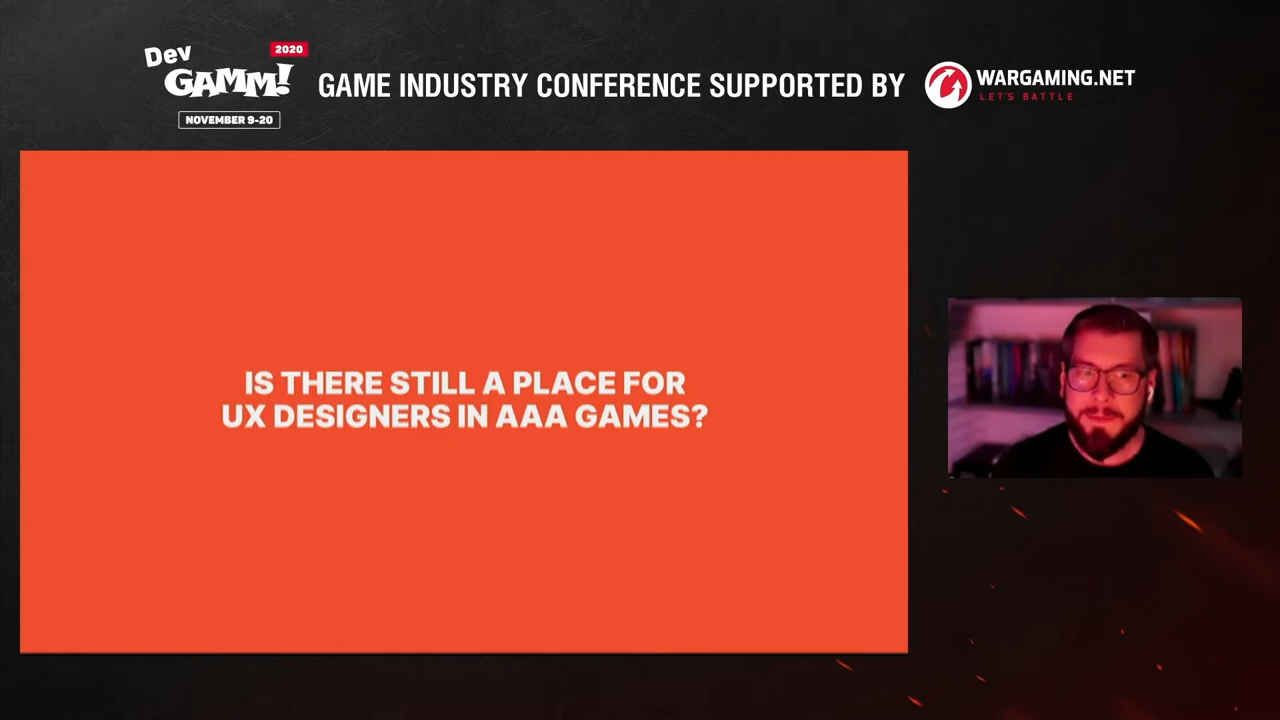 Dev
GAMM!
2020
NOVEMBER 9-20
GAME INDUSTRY CONFERENCE SUPPORTED BY
WARGAMING.NET
LET'S BATTLE
IS THERE STILL A PLACE FOR
UX DESIGNERS IN AAA GAMES?